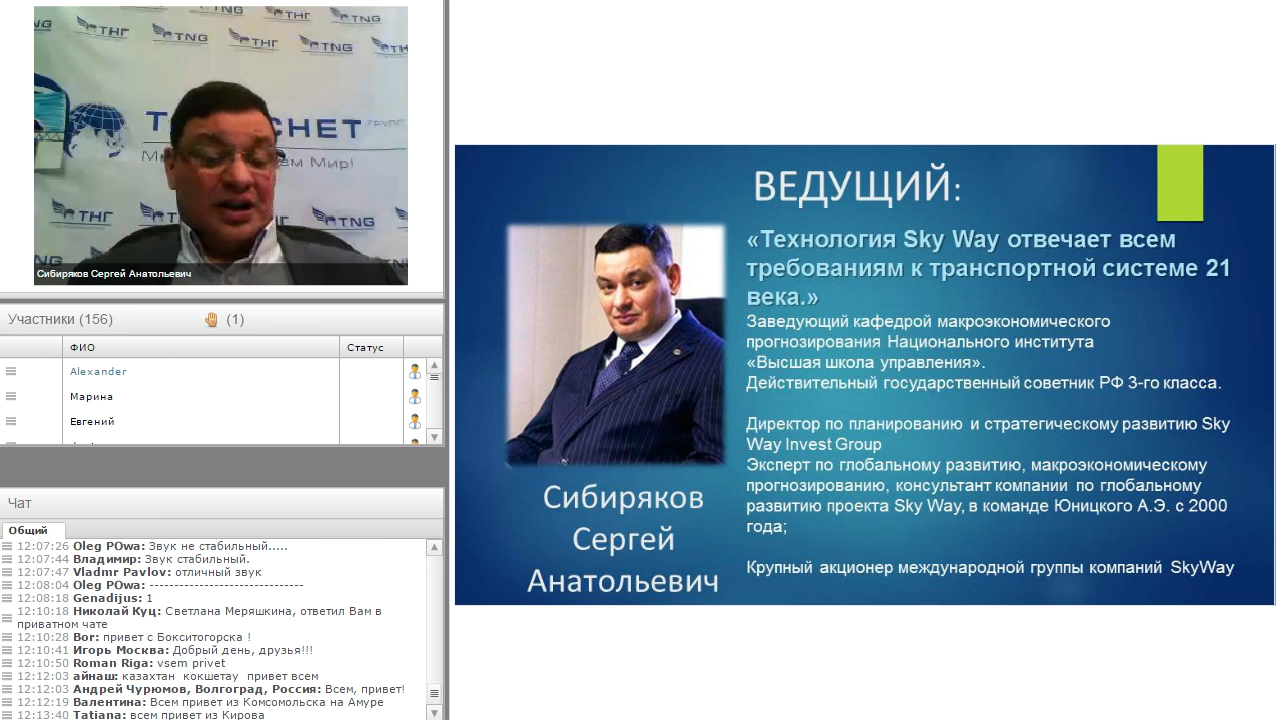 TNG
ТНГ
TNG
TNG
ТНГ
TNG
ТНГ
Сибиряков Сергей Анатольевич
Участники (156)
(1)
ФИО
Статус
Alexander
Марина
Евгений
Чат
Общий
12:07:26 Oleg POwa: Звук не стабильный.....
12:07:44 Владимир: Звук стабильный.
12:07:47 Vladmr Pavlov: отличный звук
12:08:04 Oleg POwa: -------------------------------
12:08:18 Genadijus: 1
12:10:18 Николай Куц: Светлана Меряшкина, ответил Вам в
приватном чате
12:10:28 Bor: привет с Бокситогорска !
12:10:41 Игорь Москва: Добрый день, друзья!!!
12:10:50 Roman Riga: vsem privet
12:12:03 айнаш: казахтан кокшетау привет всем
12:12:03 Андрей Чурюмов, Волгоград, Россия: Всем, привет!
12:12:19 Валентина: Всем привет из Комсомольска на Амуре
12:13:40 Tatiana: всем привет из Кирова
ВЕДУЩИЙ:
«Технология Sky Way отвечает всем
требованиям к транспортной системе 21
века.»
Заведующий кафедрой макроэкономического
прогнозирования Национального института
«Высшая школа управления».
Действительный государственный советник РФ 3-го класса.
Директор по планированию и стратегическому развитию Sky
Way Invest Group
Эксперт по глобальному развитию, макроэкономическому
прогнозированию, консультант компании по глобальному
развитию проекта Sky Way, в команде Юницкого А.Э. с 2000
года;
Крупный акционер международной группы компаний SkyWay
Сибиряков
Сергей
Анатольевич